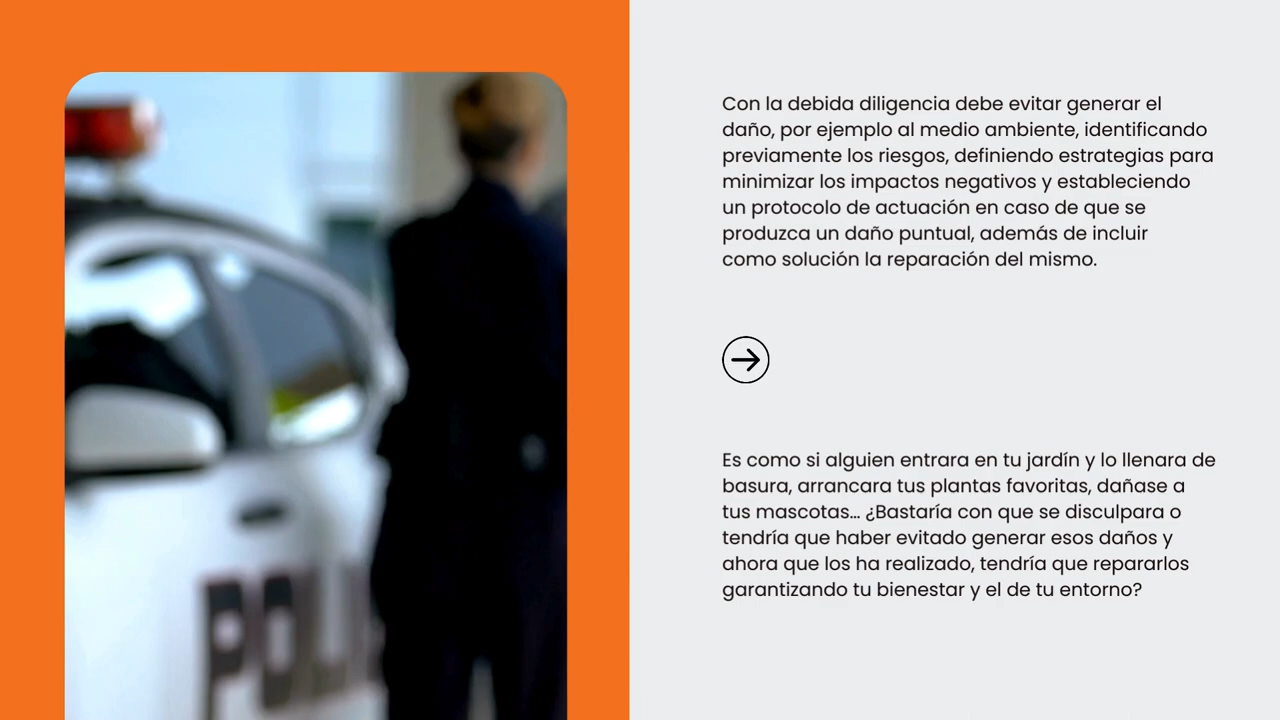 Con la debida diligencia debe evitar generar el
daño, por ejemplo al medio ambiente, identificando
previamente los riesgos, definiendo estrategias para
minimizar los impactos negativos y estableciendo
un protocolo de actuación en caso de que se
produzca un daño puntual, además de incluir
como solución la reparación del mismo.
Es como si alguien entrara en tu jardín y lo llenara de
basura, arrancara tus plantas favoritas, dañase a
tus mascotas... ¿Bastaría con que se disculpara o
tendría que haber evitado generar esos daños y
ahora que los ha realizado, tendría que repararlos
garantizando tu bienestar y el de tu entorno?